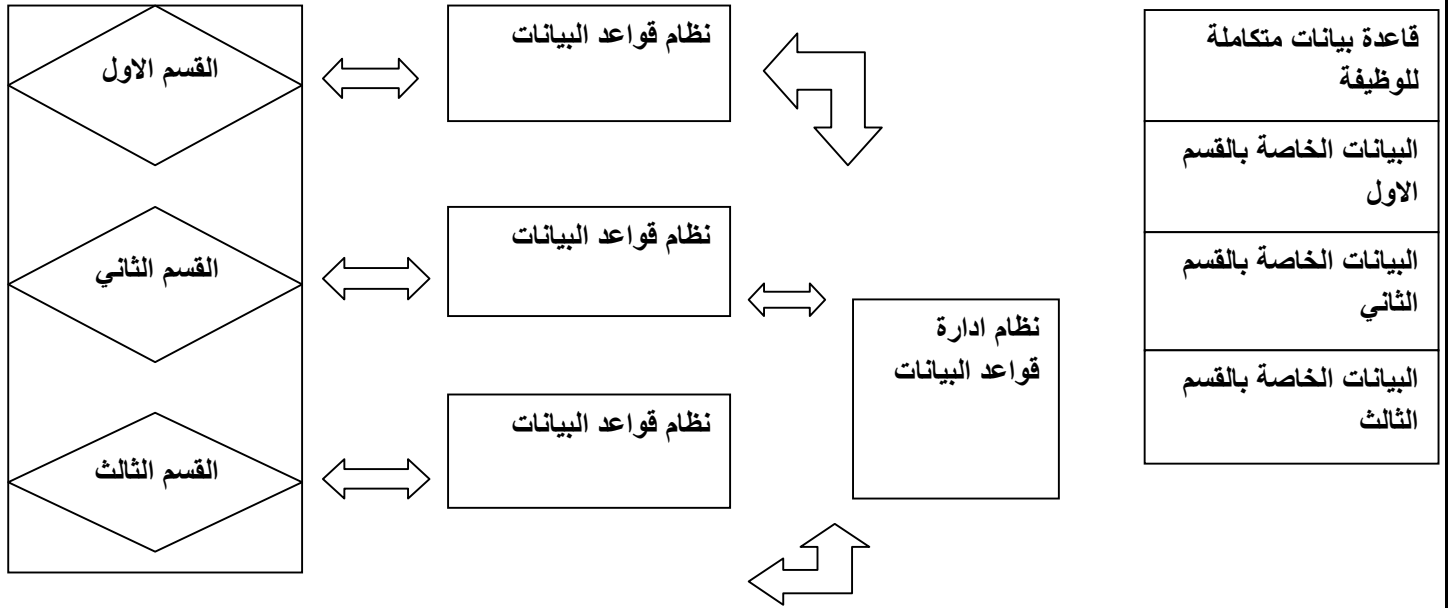 قاعدة بيانات متكاملة
للوظيفة
البيانات الخاصة بالقسم
الاول
البيانات الخاصة بالقسم
الثاني
البيانات الخاصة بالقسم
الثالث
نظام ادارة
قواعد البيانات
نظام قواعد البيانات
القسم الاول
نظام قواعد البيانات
القسم الثاني
نظام قواعد البيانات
القسم الثالث